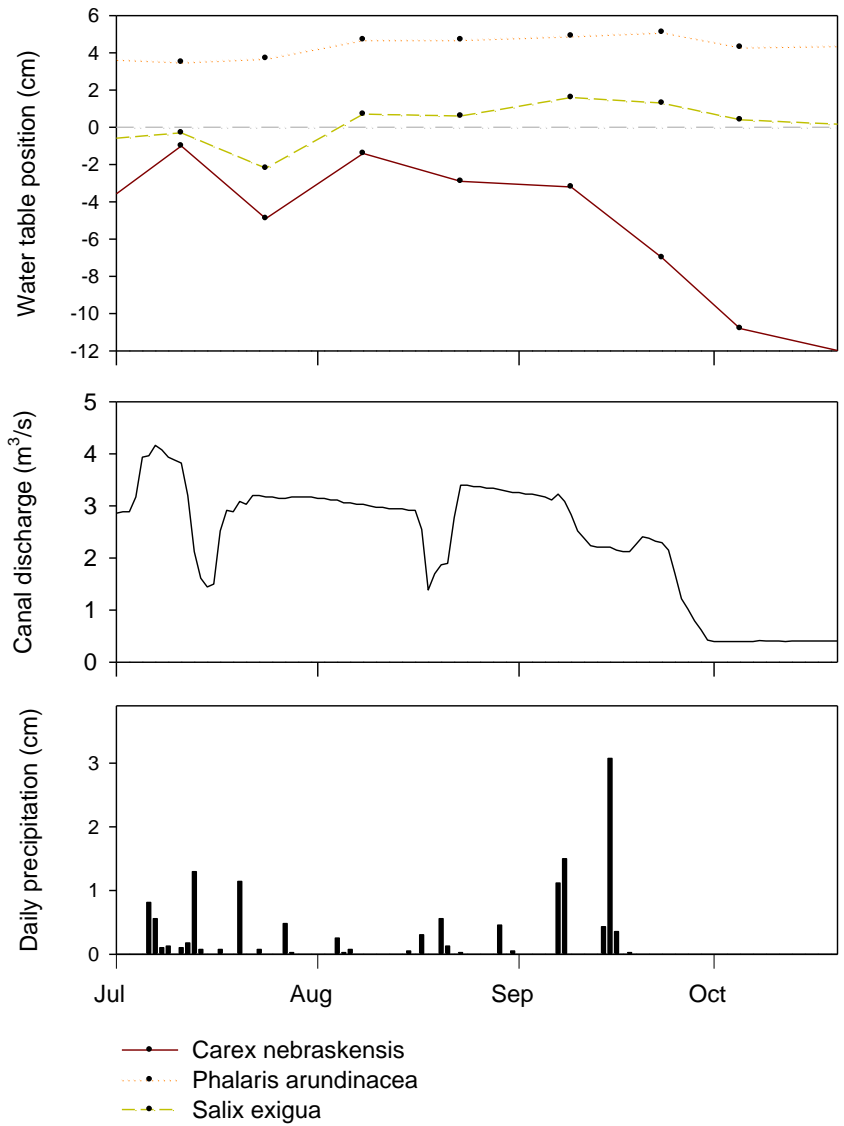 Water table position (cm)
6
4
2
0
-2
-4
-6
-8
-10
-12
Canal discharge (m³/s)
5
4
3
2
1
0
Daily precipitation (cm)
3
2
1
0
Jul Aug Sep Oct
Carex nebraskensis
Phalaris arundinacea
Salix exigua